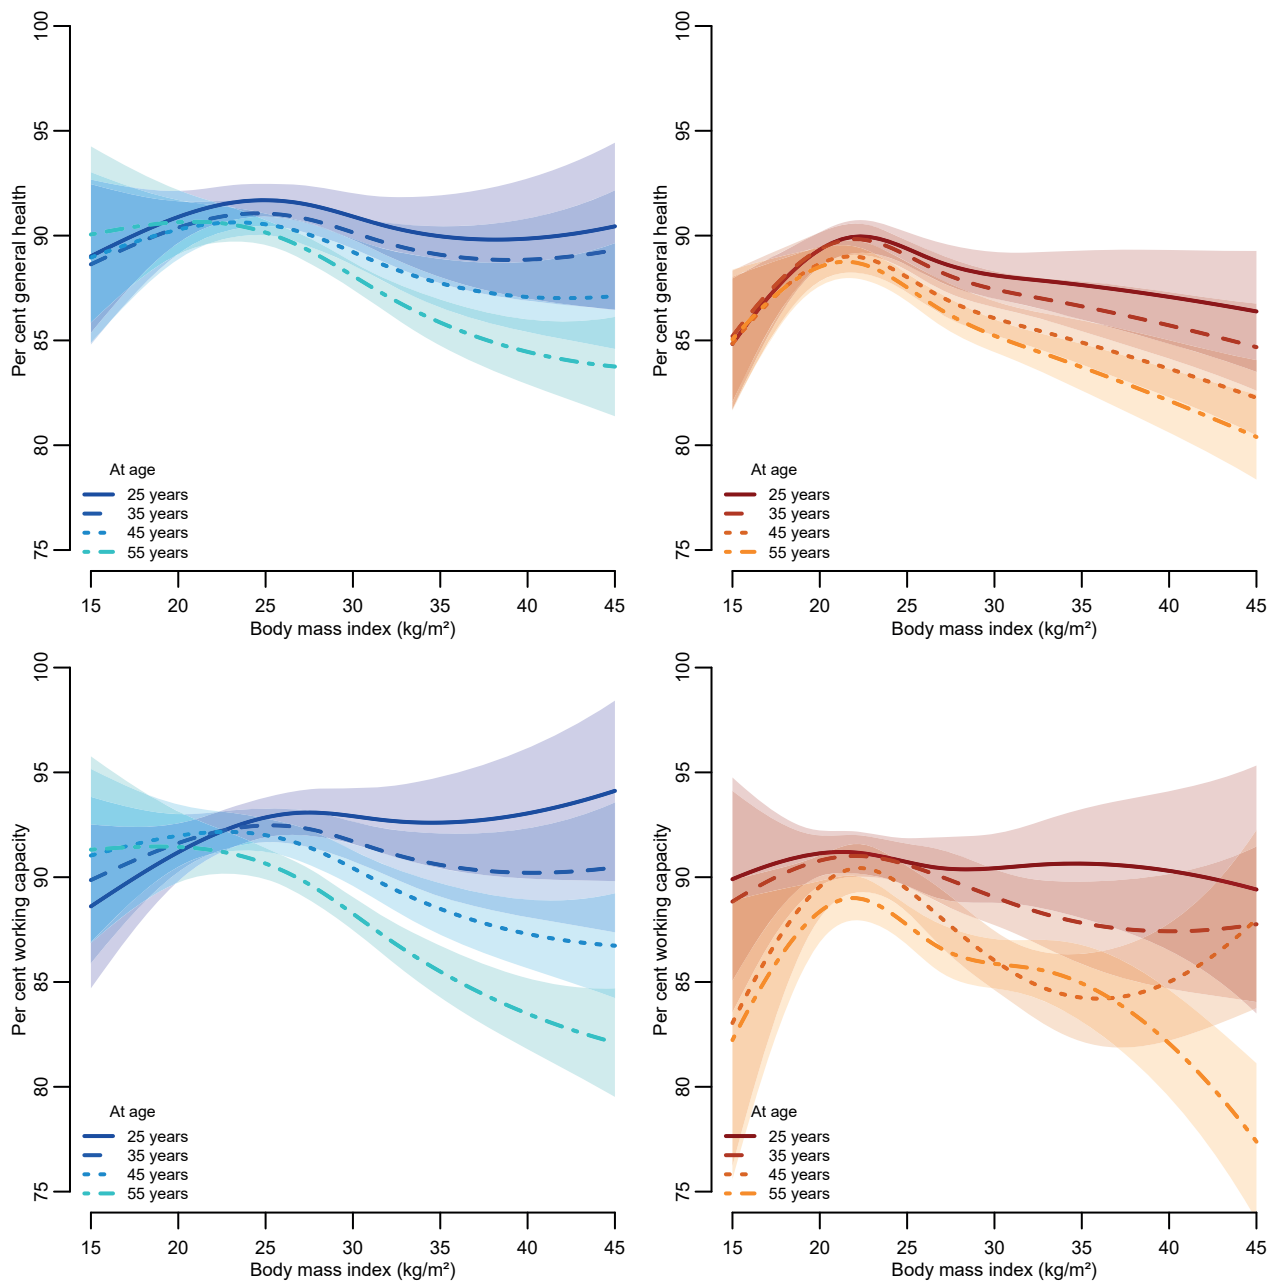 100
95
90
85
80
75
Per cent general health
At age
25 years
35 years
45 years
55 years
15 20 25 30 35 40 45
Body mass index (kg/m²)
100
95
90
85
80
75
Per cent general health
At age
25 years
35 years
45 years
55 years
15 20 25 30 35 40 45
Body mass index (kg/m²)
100
95
90
85
80
75
Per cent working capacity
At age
25 years
35 years
45 years
55 years
15 20 25 30 35 40 45
Body mass index (kg/m²)
100
95
90
85
80
75
Per cent working capacity
At age
25 years
35 years
45 years
55 years
15 20 25 30 35 40 45
Body mass index (kg/m²)